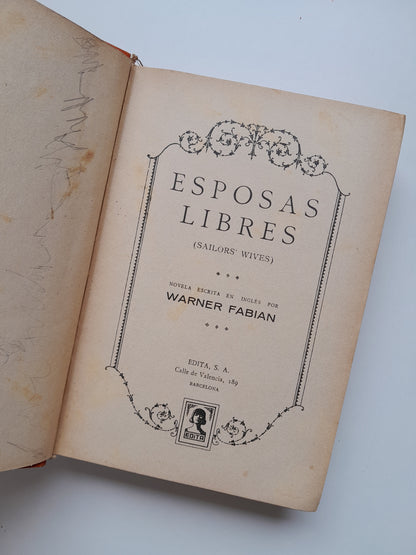 ESPOSAS
LIBRES
(SAILORS' WIVES)
NOVELA ESCRITA EN INGLÉS POR
WARNER FABIAN
EDITA, S. A.
Calle de Valencia, 189
BARCELONA
EDITA